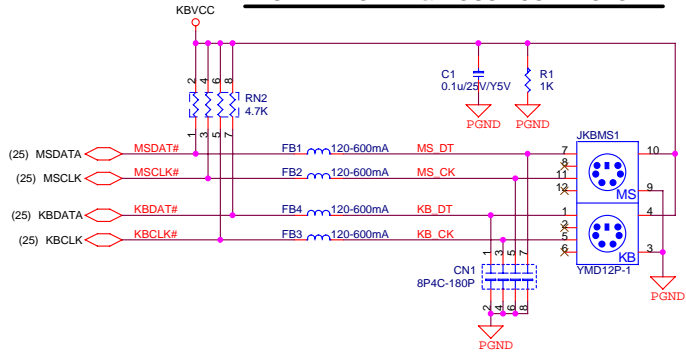 KBVCC
2 4 6 8
RN2
4.7K
1 3 5 7
C1
0.1u/25V/Y5V
R1
1K
PGND
PGND
JKBMS1
(25) MSDATA MSDAT# FB1 120-600mA MS_DT 7 10
8
(25) MSCLK MSCLK# FB2 120-600mA MS_CK 11
12 MS 9
(25) KBDATA KBDAT# FB4 120-600mA KB_DT 1 4
2
(25) KBCLK KBCLK# FB3 120-600mA KB_CK 5
6 KB 3
YMD12P-1
1 3 5 7
CN1
8P4C-180P
2 4 6 8
PGND
PGND